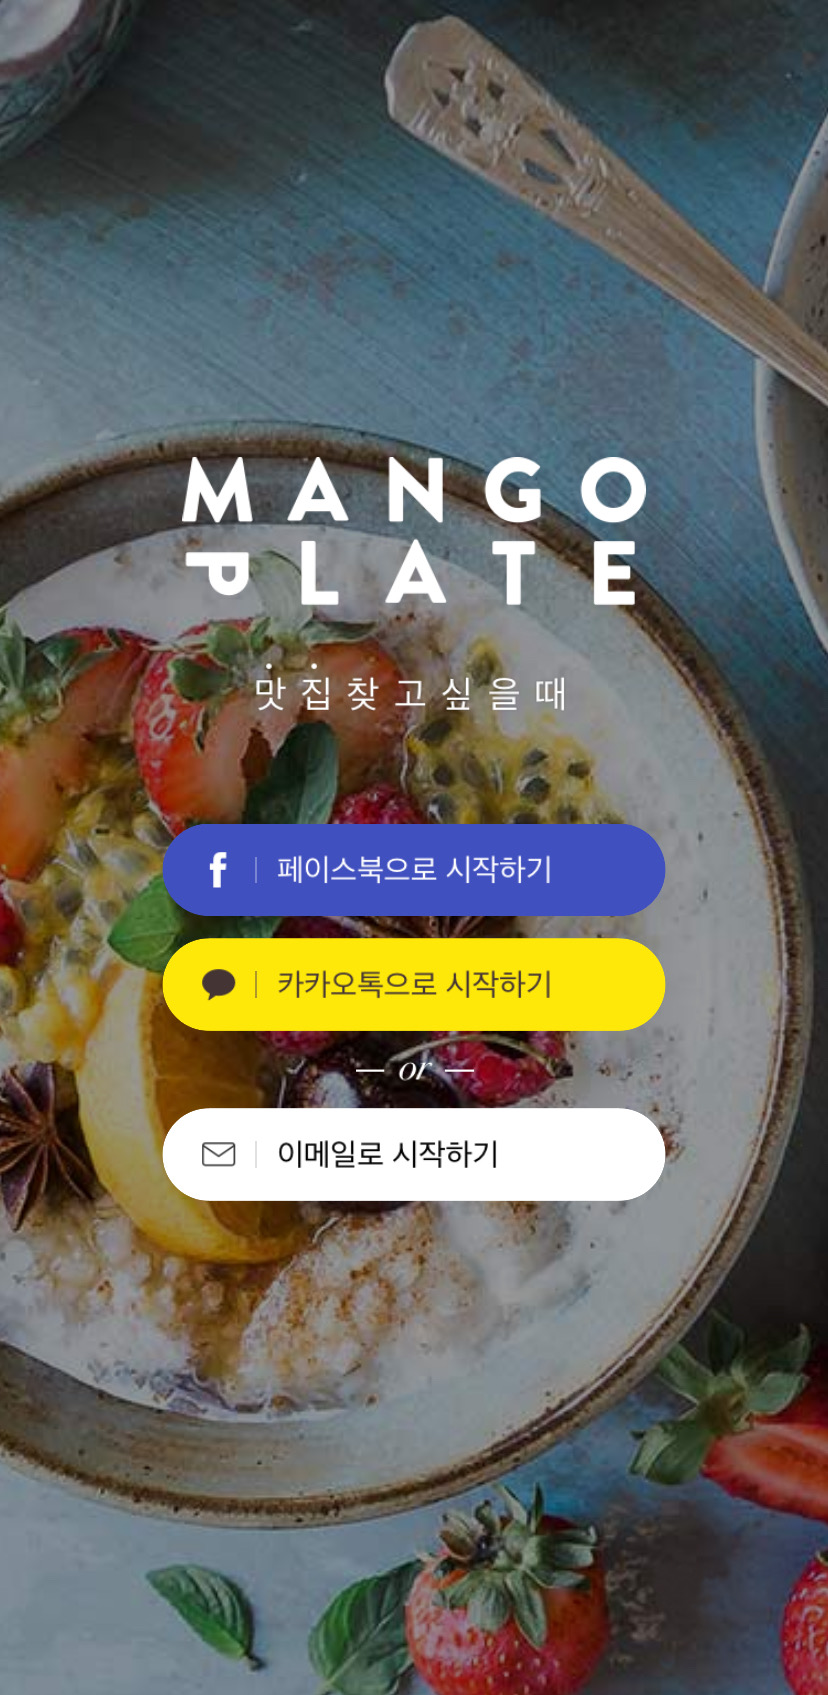 MANGO
PLATE
맛집찾고싶을때
f | 페이스북으로 시작하기
카카오톡으로 시작하기
— or —
이메일로 시작하기